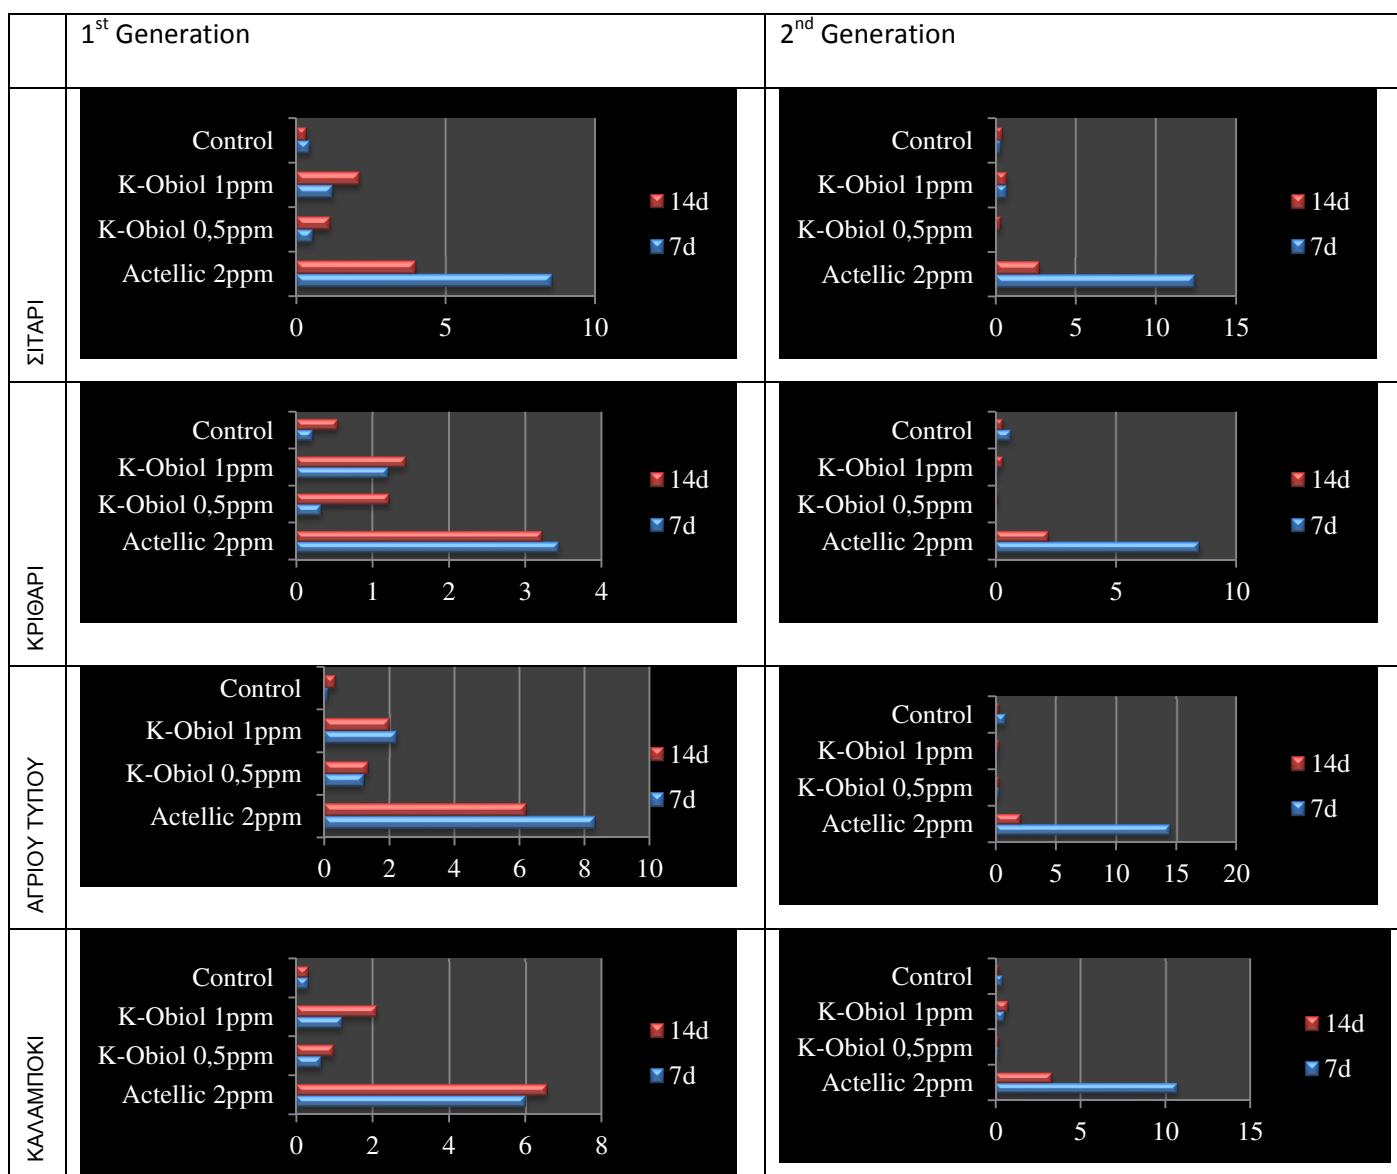 1st Generation
2nd Generation
ΣΙΤΑΡΙ
Control
K-Obiol 1ppm
K-Obiol 0,5ppm
Actellic 2ppm
0 5 10
14d
7d
Control
K-Obiol 1ppm
K-Obiol 0,5ppm
Actellic 2ppm
0 5 10 15
14d
7d
ΚΡΙΘΑΡΙ
Control
K-Obiol 1ppm
K-Obiol 0,5ppm
Actellic 2ppm
0 1 2 3 4
14d
7d
Control
K-Obiol 1ppm
K-Obiol 0,5ppm
Actellic 2ppm
0 5 10
14d
7d
ΑΓΡΙΟΥ ΤΥΠΟΥ
Control
K-Obiol 1ppm
K-Obiol 0,5ppm
Actellic 2ppm
0 2 4 6 8 10
14d
7d
Control
K-Obiol 1ppm
K-Obiol 0,5ppm
Actellic 2ppm
0 5 10 15 20
14d
7d
ΚΑΛΑΜΠΟΚΙ
Control
K-Obiol 1ppm
K-Obiol 0,5ppm
Actellic 2ppm
0 2 4 6 8
14d
7d
Control
K-Obiol 1ppm
K-Obiol 0,5ppm
Actellic 2ppm
0 5 10 15
14d
7d